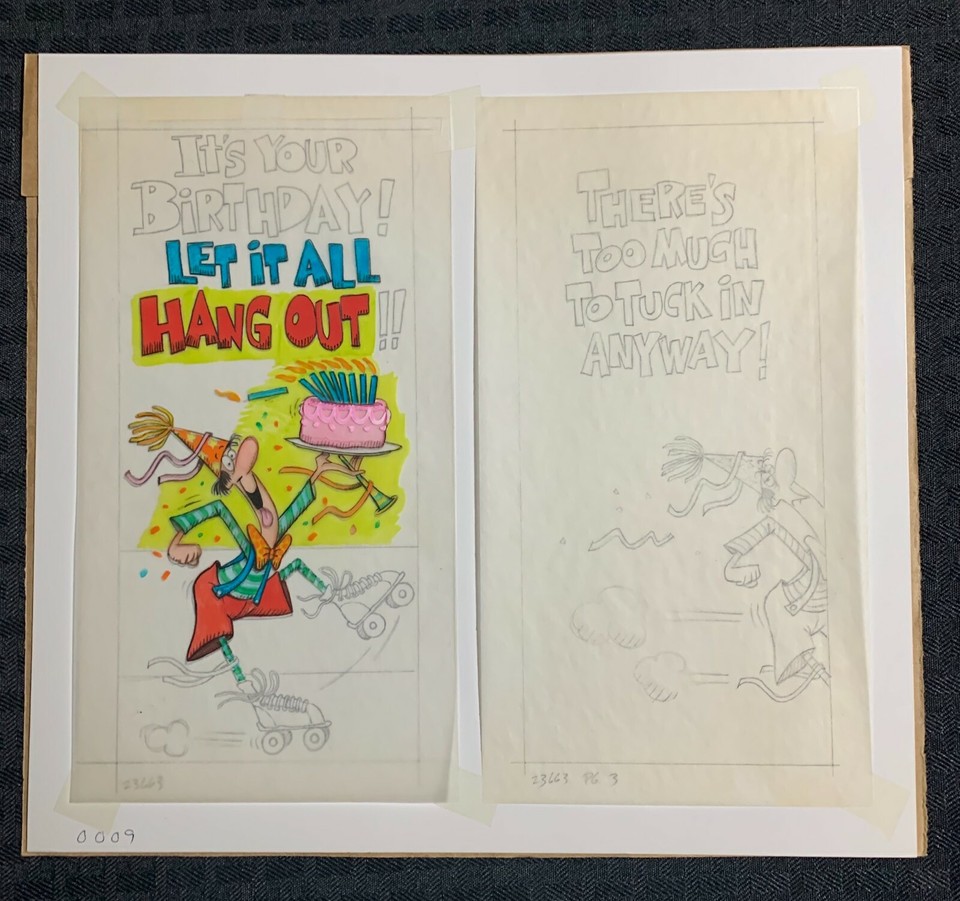 IT'S YOUR
BIRTHDAY!
LET IT ALL
HANG OUT!!
23663
0009
THERE'S
TOO MUCH
TO TUCK IN
ANYWAY!
23663 PG 3